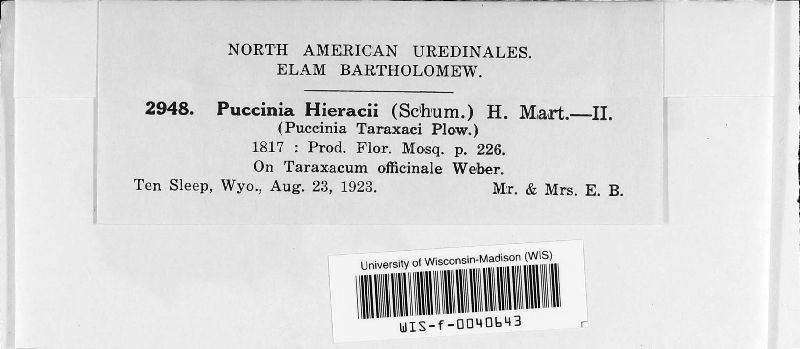 NORTH AMERICAN UREDINALES.
ELAM BARTHOLOMEW.
2948. Puccinia Hieracii (Schum.) H. Mart.—II.
(Puccinia Taraxaci Plow.)
1817 : Prod. Flor. Mosq. p. 226.
On Taraxacum officinale Weber.
Ten Sleep, Wyo., Aug. 23, 1923. Mr. & Mrs. E. B.
University of Wisconsin-Madison (WIS)
WIS-f-0040643